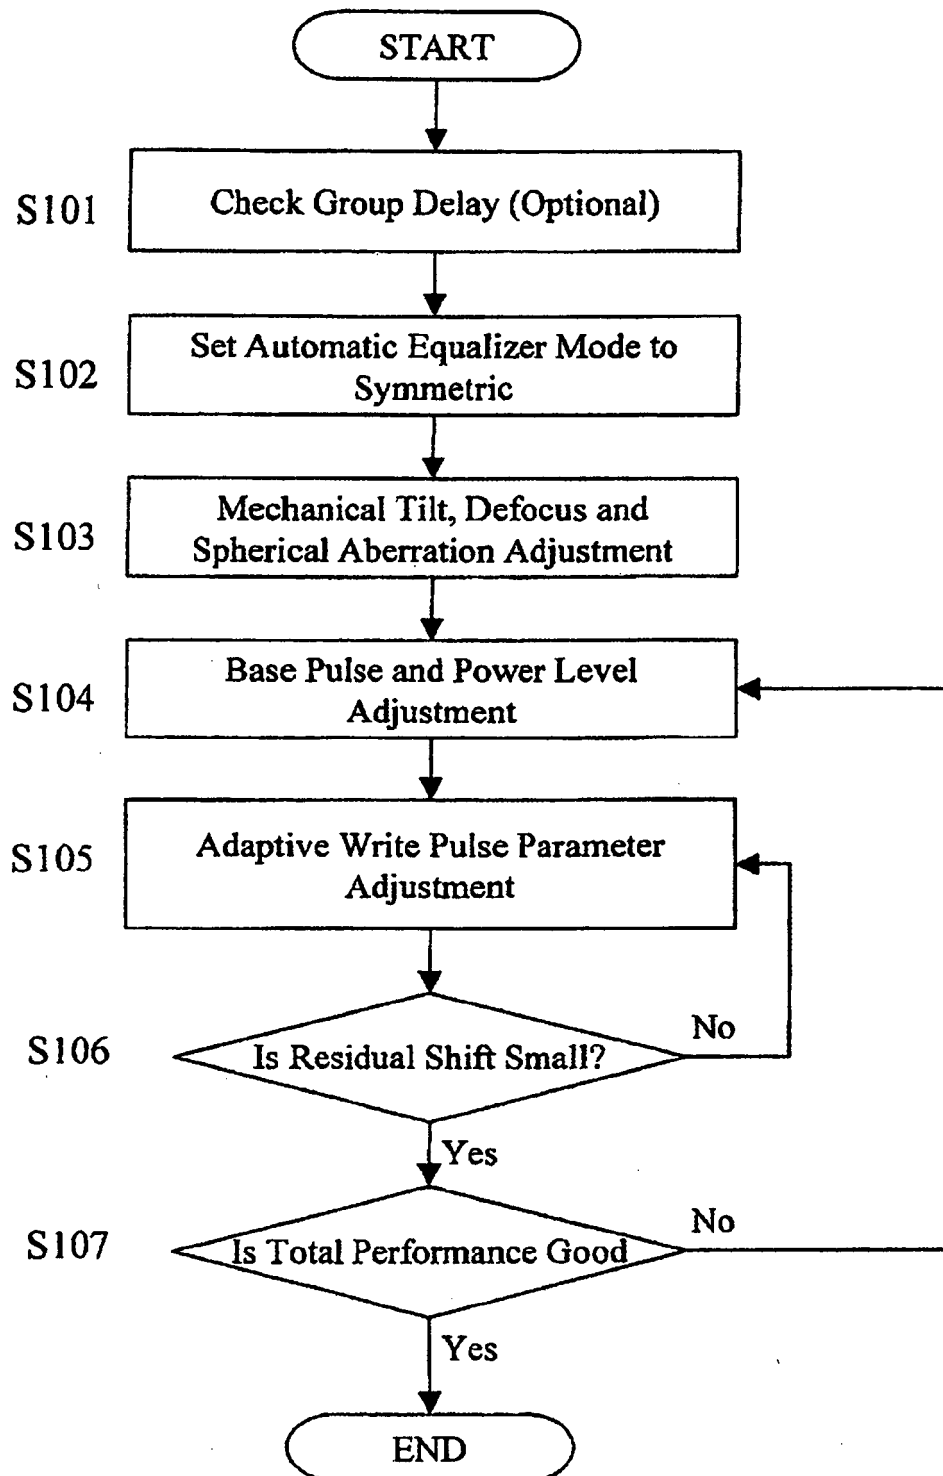 START
S101
Check Group Delay (Optional)
S102
Set Automatic Equalizer Mode to
Symmetric
S103
Mechanical Tilt, Defocus and
Spherical Aberration Adjustment
S104
Base Pulse and Power Level
Adjustment
S105
Adaptive Write Pulse Parameter
Adjustment
S106
Is Residual Shift Small?
No
Yes
S107
Is Total Performance Good
No
Yes
END